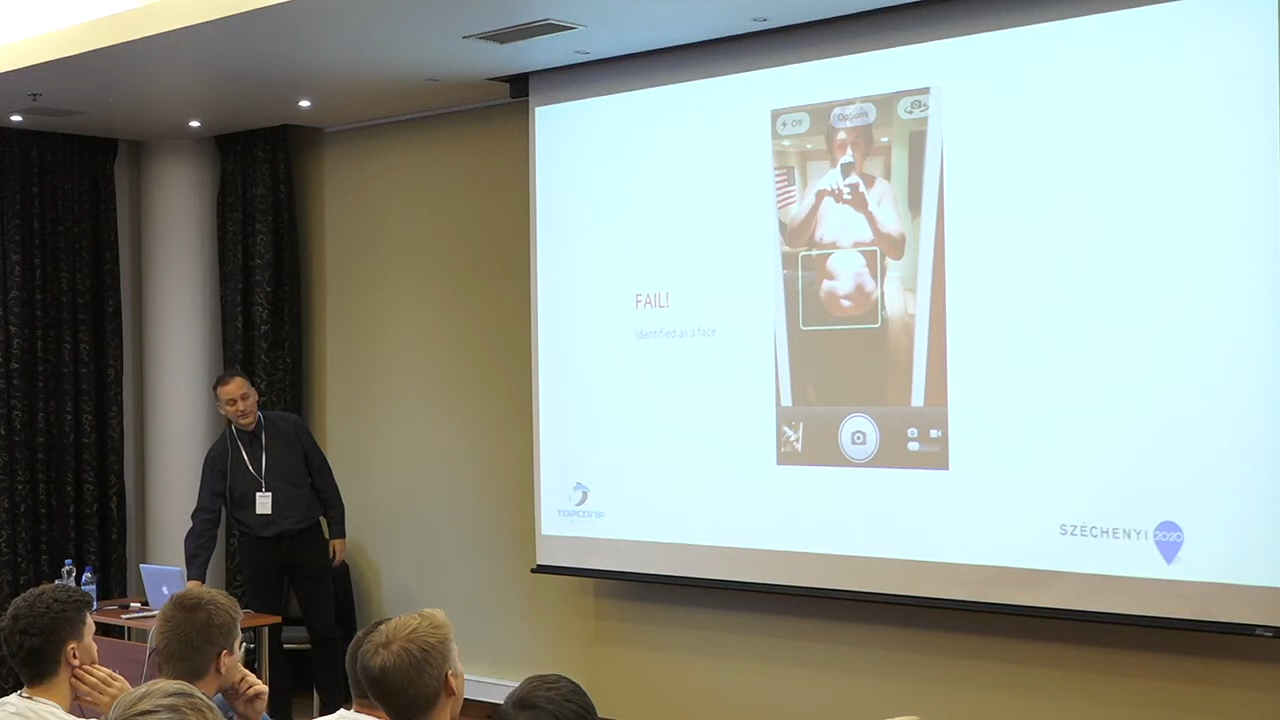 Off
Options
FAIL!
Identified as a face
TOPCONF
SZÉCHENYI 2020